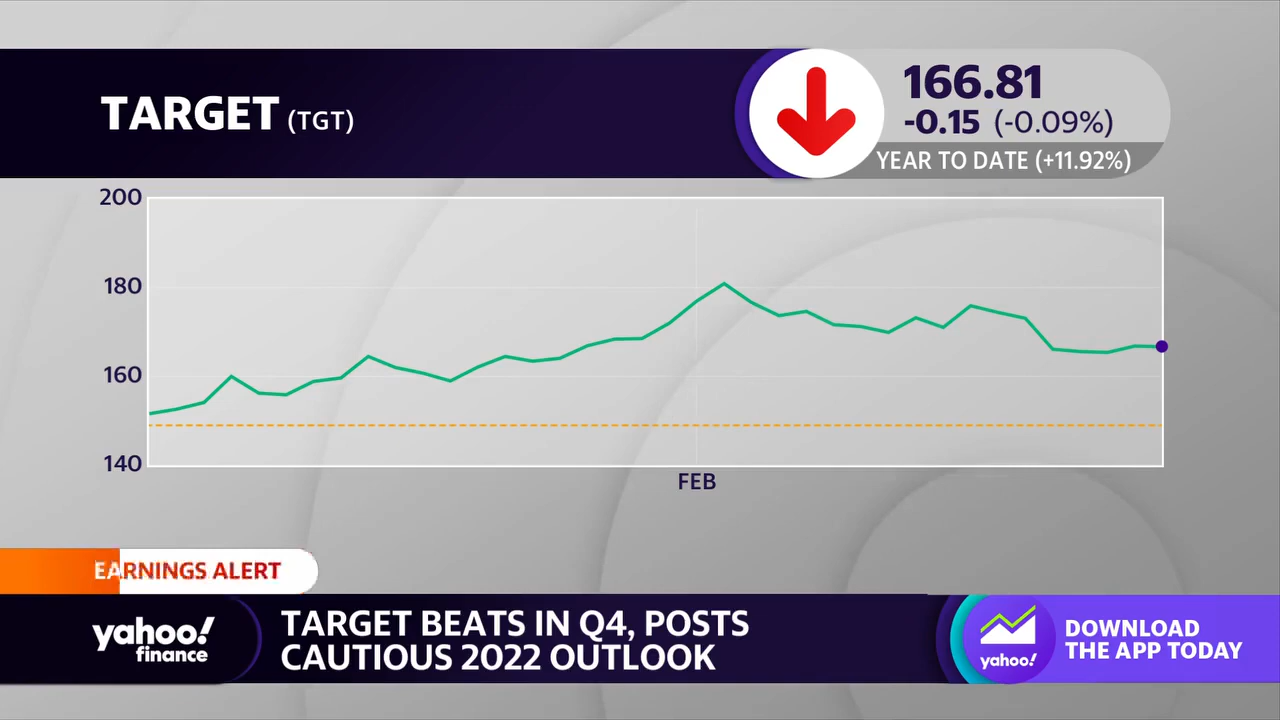 TARGET (TGT)
166.81
-0.15 (-0.09%)
YEAR TO DATE (+11.92%)
200
180
160
140
FEB
EARNINGS ALERT
yahoo!
finance
TARGET BEATS IN Q4, POSTS
CAUTIOUS 2022 OUTLOOK
yahoo!
DOWNLOAD
THE APP TODAY